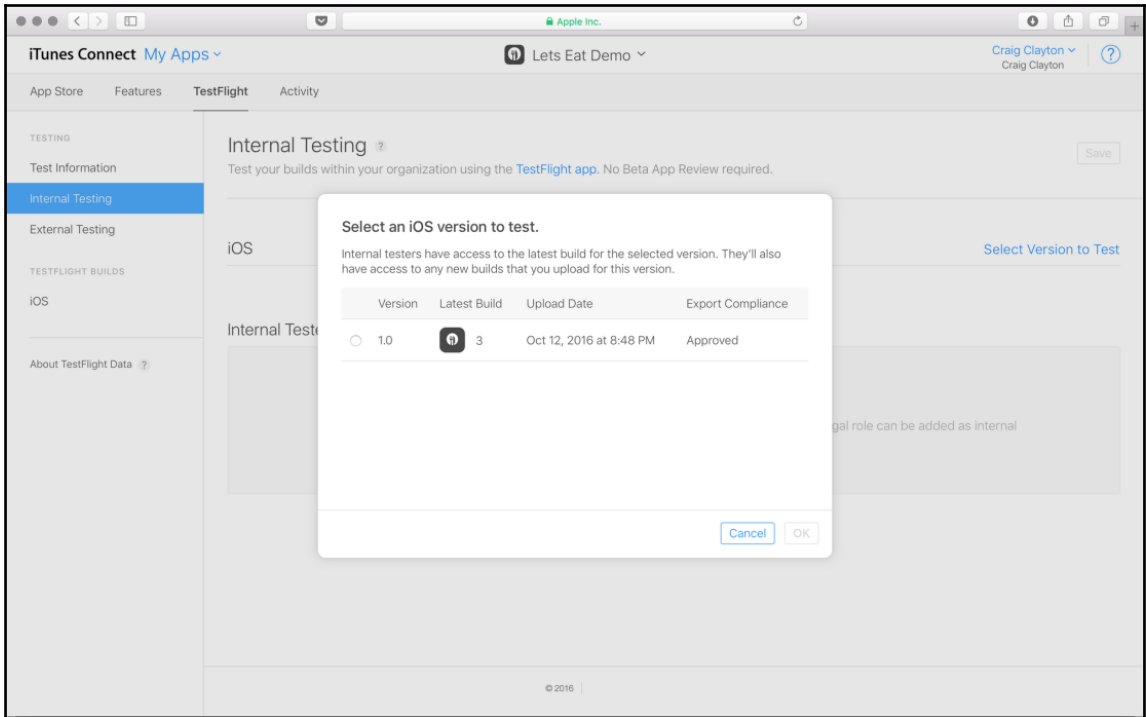 Apple Inc.
iTunes Connect My Apps
Lets Eat Demo
Craig Clayton
Craig Clayton
?
App Store Features TestFlight Activity
TESTING
Test Information
Internal Testing
External Testing
TESTFLIGHT BUILDS
iOS
About TestFlight Data ?
Internal Testing ?
Save
Test your builds within your organization using the TestFlight app. No Beta App Review required.
iOS
Select Version to Test
Internal Teste
gal role can be added as internal
Select an iOS version to test.
Internal testers have access to the latest build for the selected version. They'll also
have access to any new builds that you upload for this version.
Version Latest Build Upload Date Export Compliance
1.0 3 Oct 12, 2016 at 8:48 PM Approved
Cancel OK
© 2016